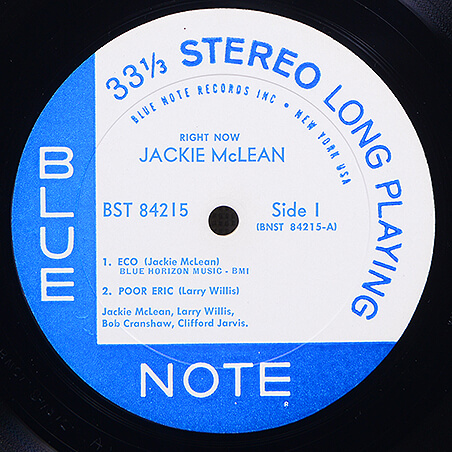 33 1/3 STEREO LONG PLAYING
BLUE NOTE RECORDS INC • NEW YORK USA
RIGHT NOW
JACKIE McLEAN
BST 84215
Side 1
(BNST 84215-A)
1. ECO (Jackie McLean)
BLUE HORIZON MUSIC - BMI
2. POOR ERIC (Larry Willis)
Jackie McLean, Larry Willis,
Bob Cranshaw, Clifford Jarvis.
BLUE
NOTE
R